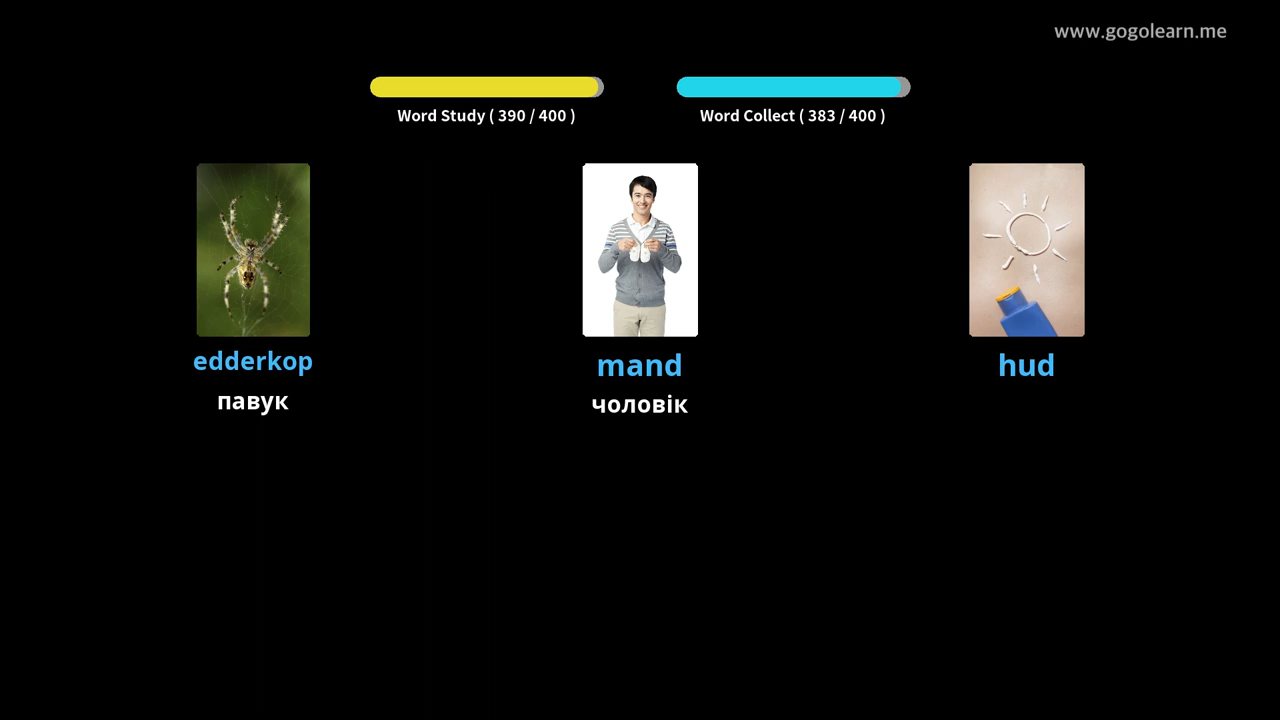 www.gogolearn.me
Word Study ( 390 / 400 )
Word Collect ( 383 / 400 )
edderkop
mand
hud
павук
чоловік